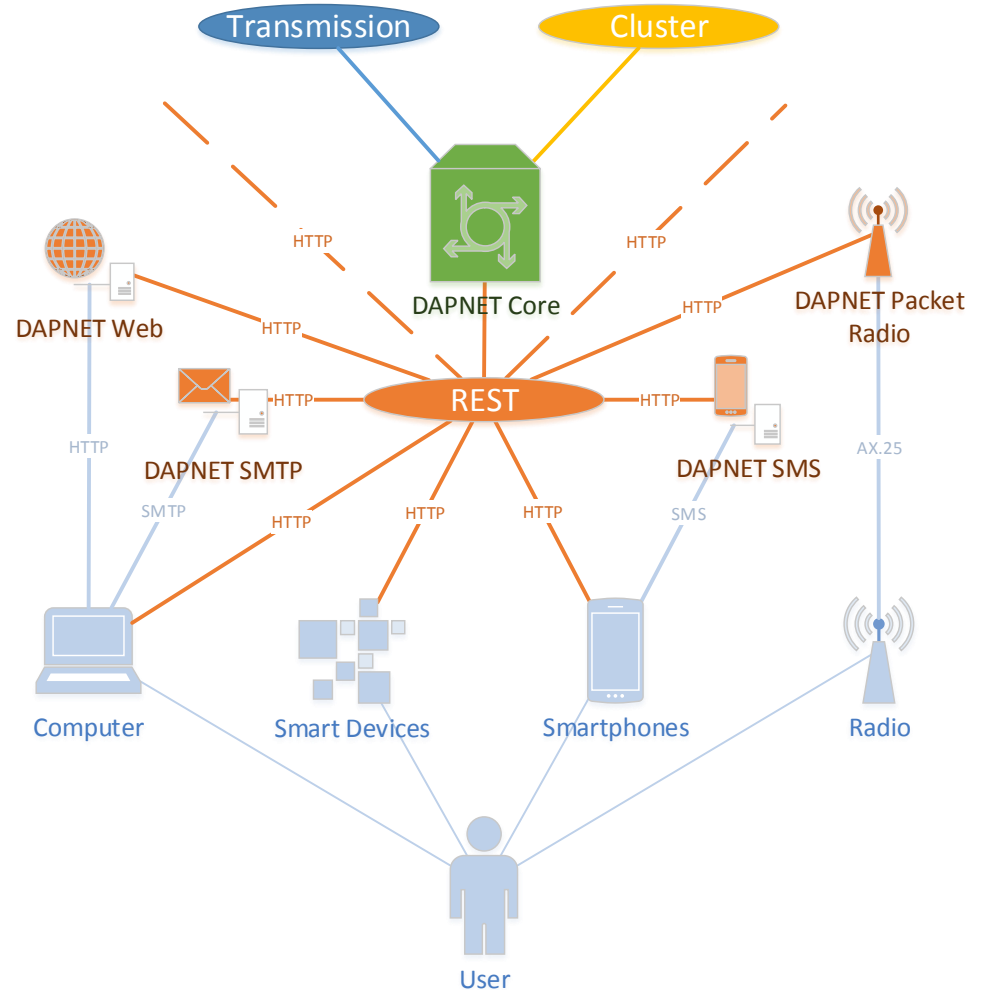 Transmission
Cluster
HTTP
HTTP
DAPNET Core
DAPNET Web
HTTP
HTTP
DAPNET Packet
Radio
HTTP
REST
HTTP
HTTP
DAPNET SMTP
DAPNET SMS
AX.25
SMTP
HTTP
HTTP
HTTP
SMS
Computer
Smart Devices
Smartphones
Radio
User